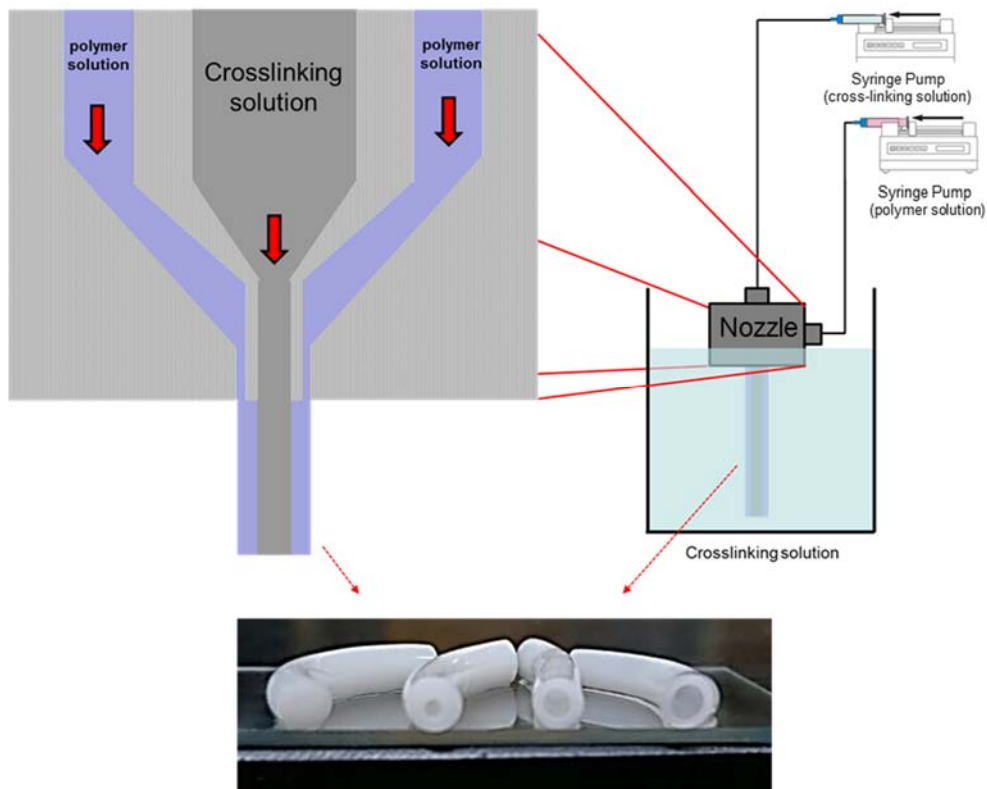 polymer
solution
Crosslinking
solution
polymer
solution
Syringe Pump
(cross-linking solution)
Syringe Pump
(polymer solution)
Nozzle
Crosslinking solution